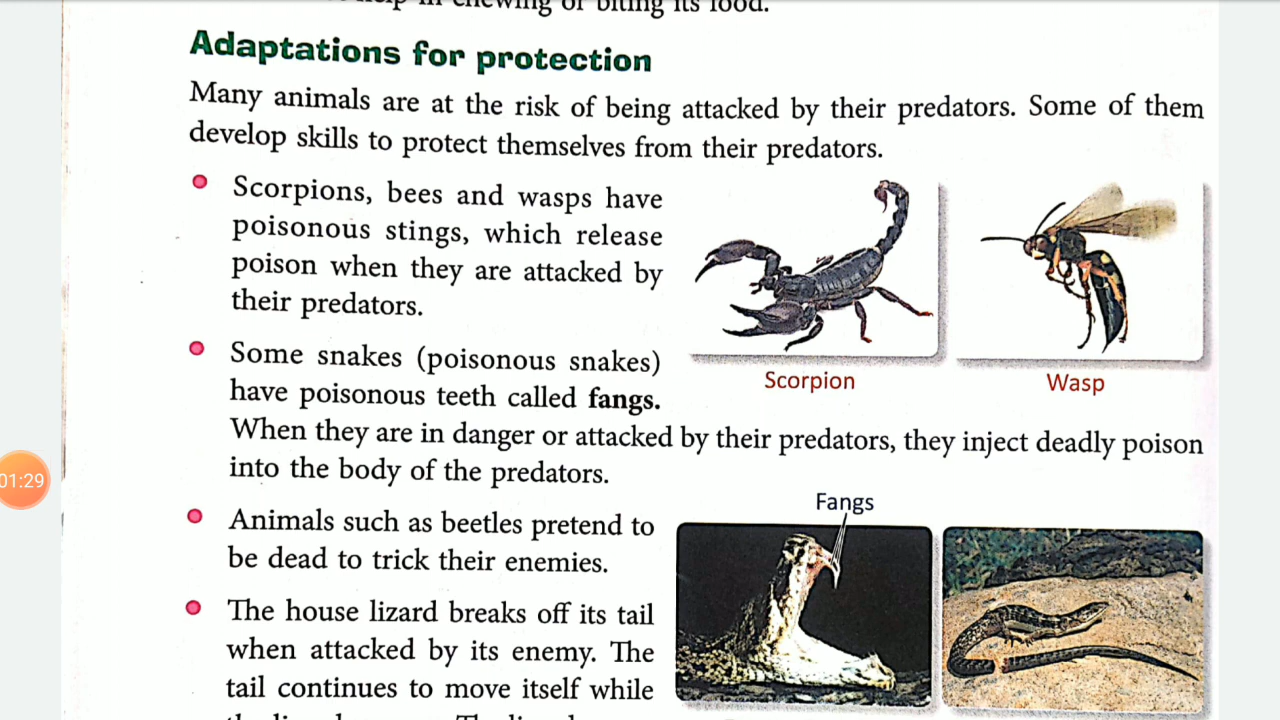 Adaptations for protection
Many animals are at the risk of being attacked by their predators. Some of them
develop skills to protect themselves from their predators.
Scorpions, bees and wasps have
poisonous stings, which release
poison when they are attacked by
their predators.
Scorpion
Wasp
Some snakes (poisonous snakes)
have poisonous teeth called fangs.
When they are in danger or attacked by their predators, they inject deadly poison
into the body of the predators.
Fangs
Animals such as beetles pretend to
be dead to trick their enemies.
The house lizard breaks off its tail
when attacked by its enemy. The
tail continues to move itself while
01:29